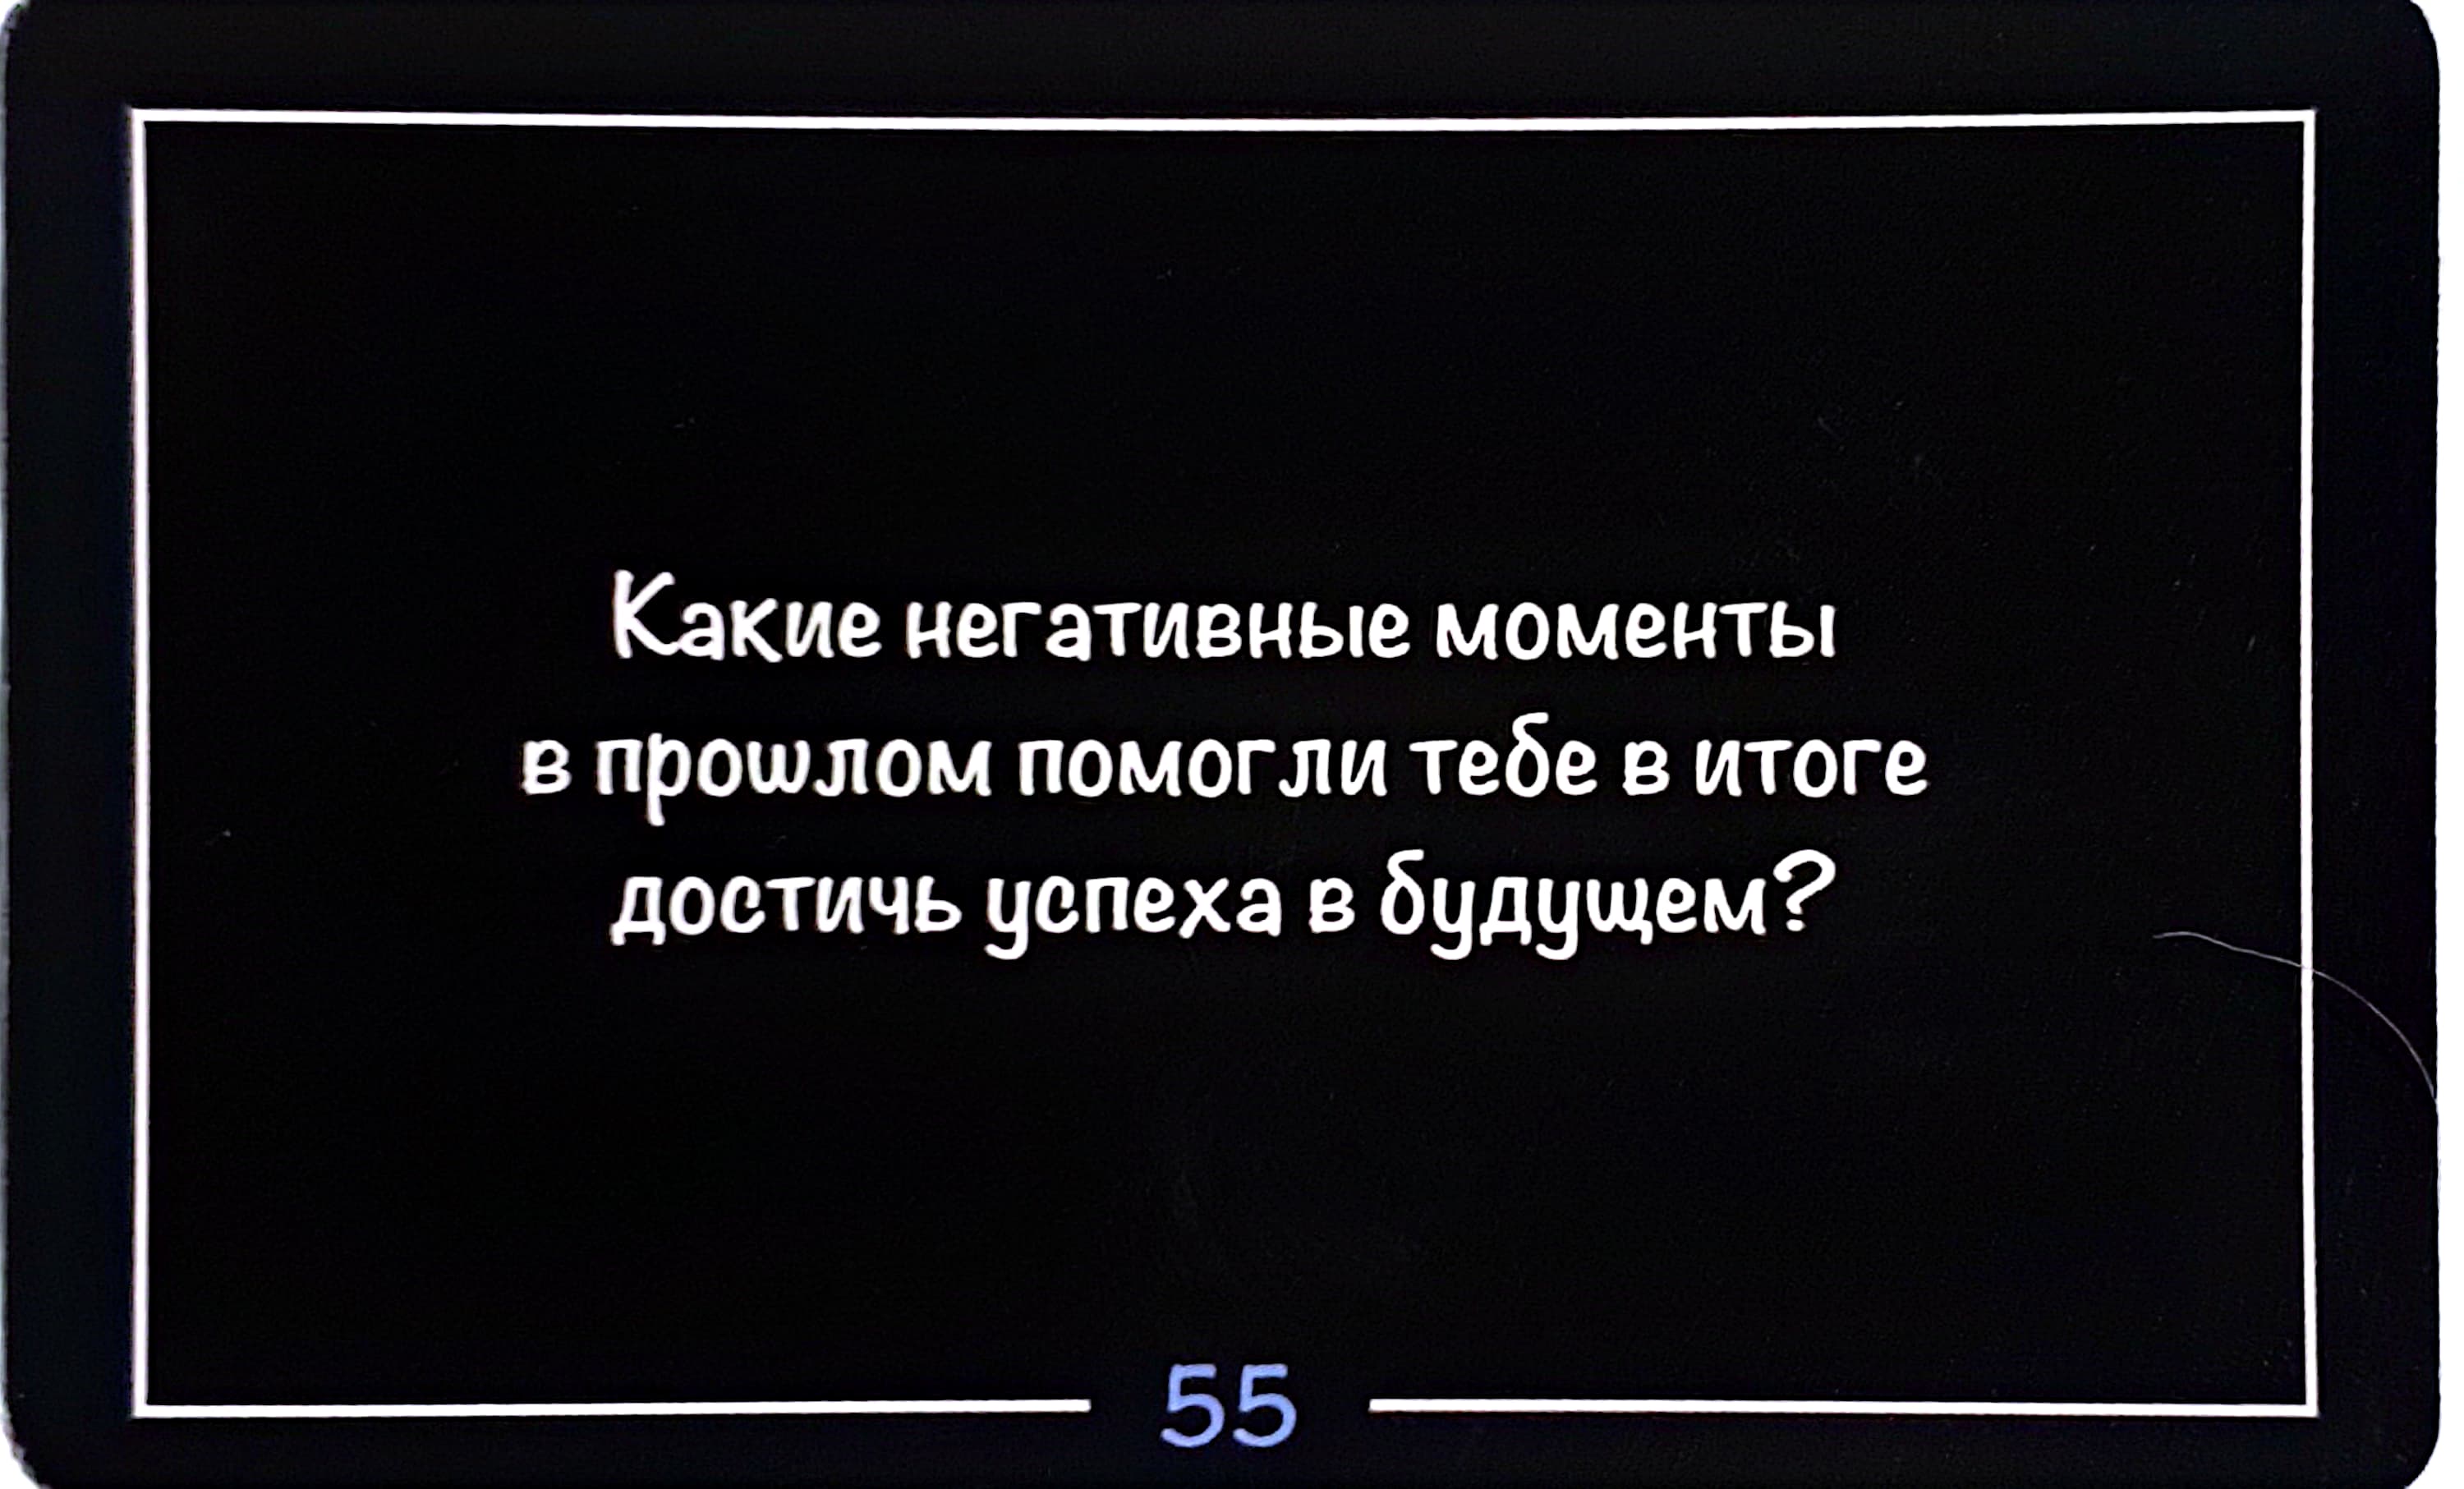 Какие негативные моменты
в прошлом помогли тебе в итоге
достичь успеха в будущем?
55